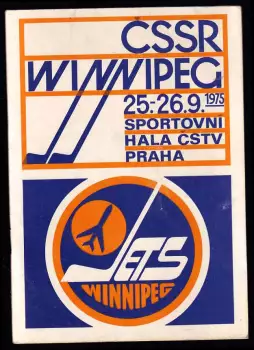 CSSR
WINNIPEG
25.-26.9.1975
SPORTOVNI
HALA CSTV
PRAHA
JETS
WINNIPEG